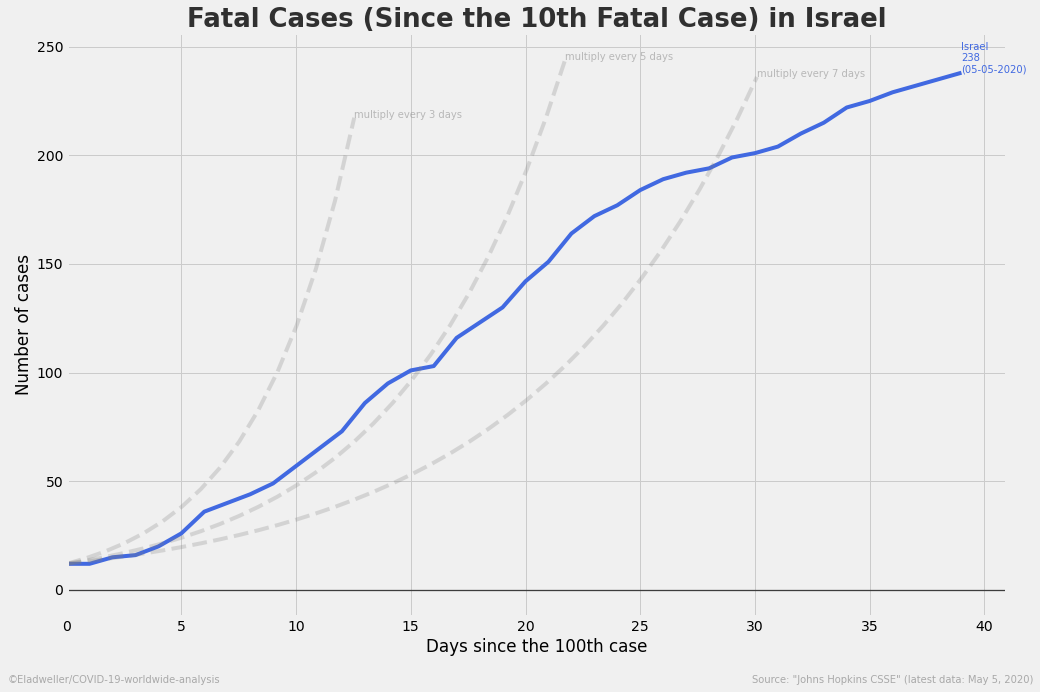 Fatal Cases (Since the 10th Fatal Case) in Israel
250
200
150
100
50
0
Number of cases
multiply every 3 days
multiply every 5 days
multiply every 7 days
Israel
238
(05-05-2020)
0 5 10 15 20 25 30 35 40
Days since the 100th case
©Eladweller/COVID-19-worldwide-analysis
Source: "Johns Hopkins CSSE" (latest data: May 5, 2020)